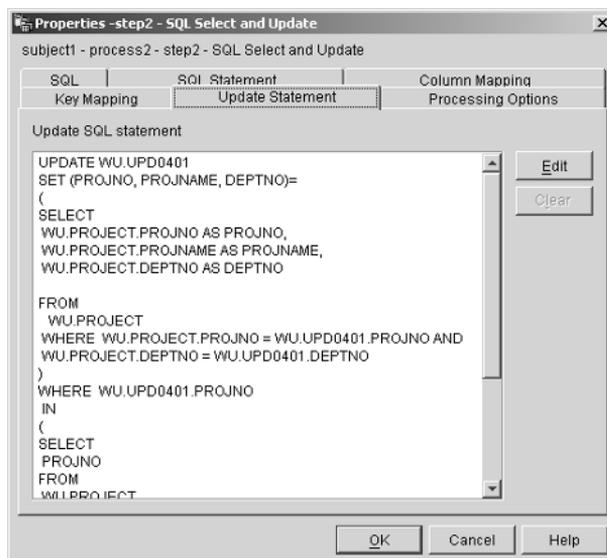 Properties -step2 - SQL Select and Update
subject1 - process2 - step2 - SQL Select and Update
SQL SQL Statement Column Mapping
Key Mapping Update Statement Processing Options
Update SQL statement
UPDATE WU.UPD0401
SET (PROJNO, PROJNAME, DEPTNO)=
(
SELECT
WU.PROJECT.PROJNO AS PROJNO,
WU.PROJECT.PROJNAME AS PROJNAME,
WU.PROJECT.DEPTNO AS DEPTNO
FROM
WU.PROJECT
WHERE WU.PROJECT.PROJNO = WU.UPD0401.PROJNO AND
WU.PROJECT.DEPTNO = WU.UPD0401.DEPTNO
)
WHERE WU.UPD0401.PROJNO
IN
(
SELECT
PROJNO
FROM
WU.PROJECT
Edit
Clear
OK Cancel Help